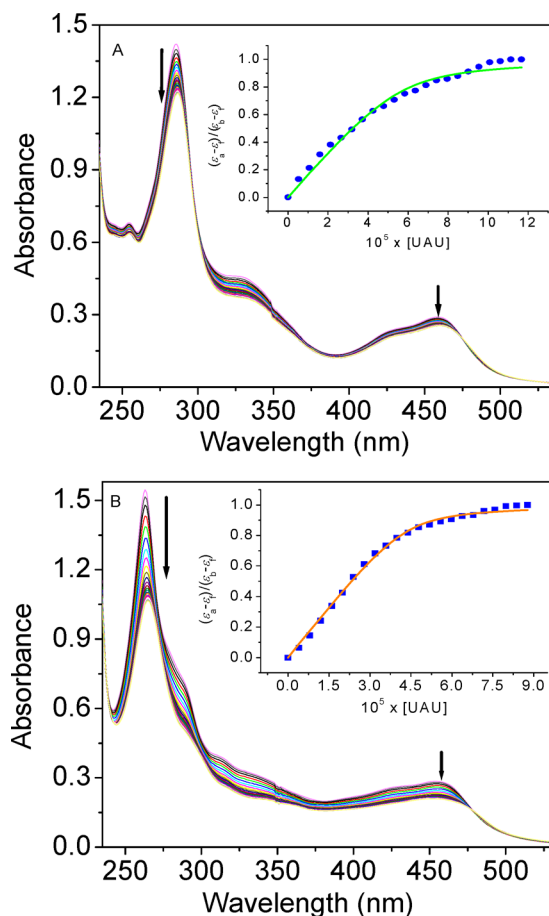 A
Absorbance
1.5
1.2
0.9
0.6
0.3
0.0
250 300 350 400 450 500
Wavelength (nm)
(εa-εf)/(εb-εf)
1.0
0.8
0.6
0.4
0.2
0.0
0 2 4 6 8 10 12
10⁵ x [UAU]
B
Absorbance
1.5
1.2
0.9
0.6
0.3
0.0
250 300 350 400 450 500
Wavelength (nm)
(εa-εf)/(εb-εf)
1.0
0.8
0.6
0.4
0.2
0.0
0.0 1.5 3.0 4.5 6.0 7.5 9.0
10⁵ x [UAU]